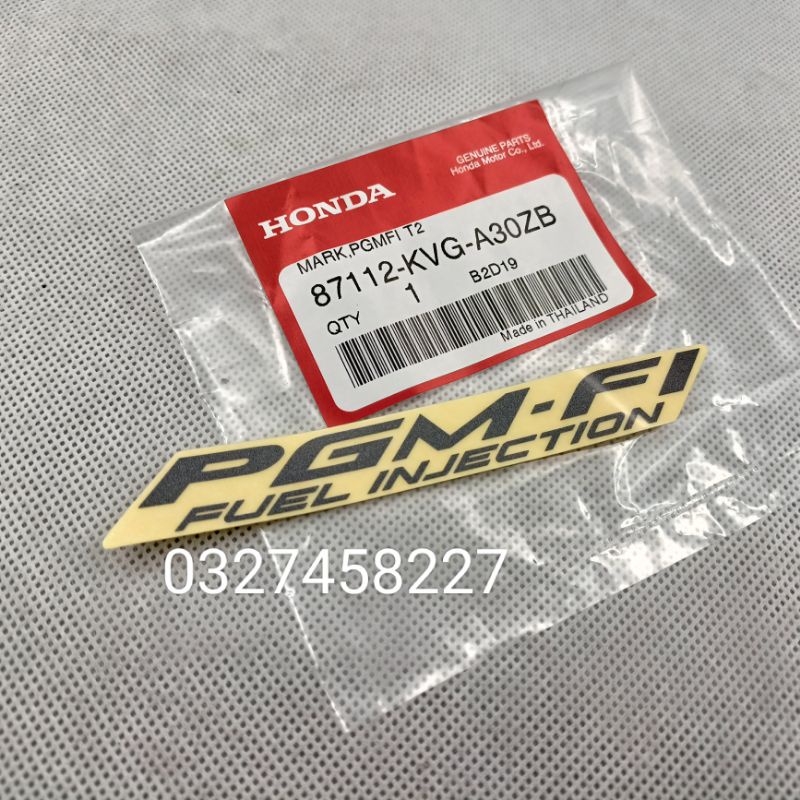 GENUINE PARTS
Honda Motor Co., Ltd.
HONDA
MARK,PGMFI T2
87112-KVG-A30ZB
QTY 1 B2D19
Made in THAILAND
PGM-FI
FUEL INJECTION
0327458227